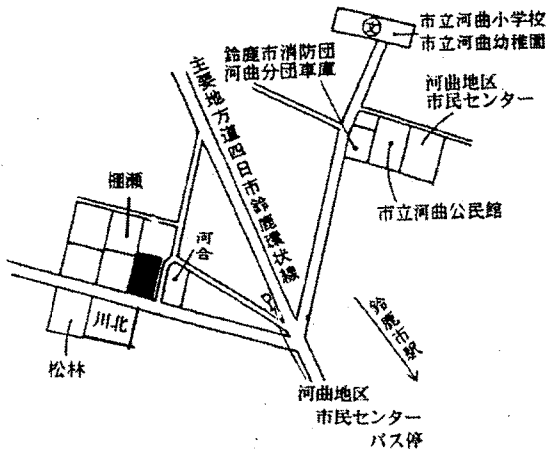 市立河曲小学校
市立河曲幼稚園
鈴鹿市消防団
河曲分団車庫
河曲地区
市民センター
主要地方道四日市鈴鹿環状線
文
棚瀬
市立河曲公民館
河合
川北
松林
鈴鹿市駅
河曲地区
市民センター
バス停